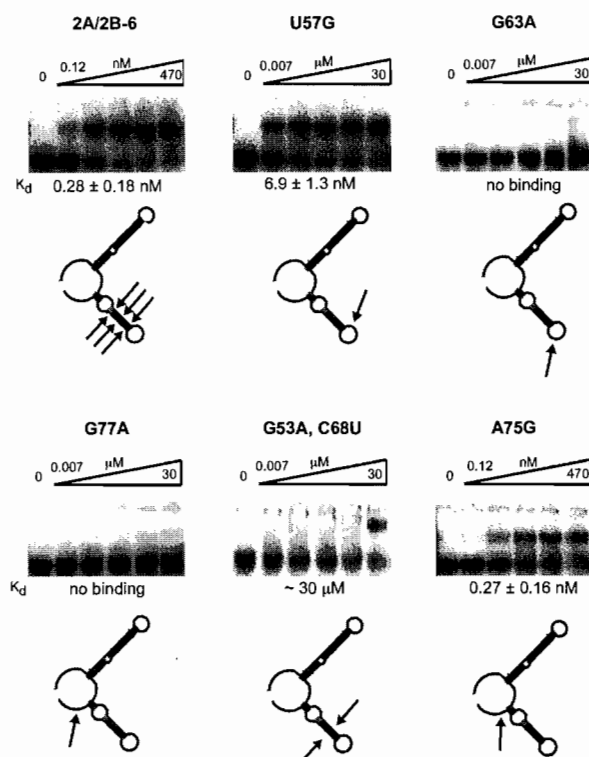 2A/2B-6
U57G
G63A
0 0.12 nM 470
0 0.007 μM 30
0 0.007 μM 30
Kd 0.28 ± 0.18 nM
6.9 ± 1.3 nM
no binding
G77A
G53A, C68U
A75G
0 0.007 μM 30
0 0.007 μM 30
0 0.12 nM 470
Kd no binding
~ 30 μM
0.27 ± 0.16 nM